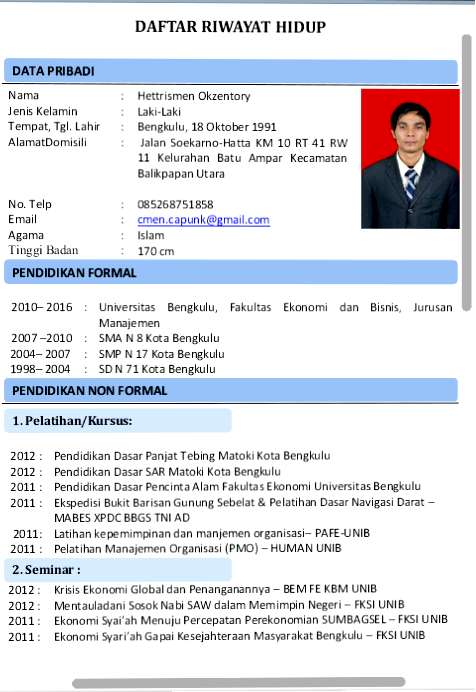 DAFTAR RIWAYAT HIDUP
DATA PRIBADI
Nama : Hettrismen Okzentory
Jenis Kelamin : Laki-Laki
Tempat, Tgl. Lahir : Bengkulu, 18 Oktober 1991
AlamatDomisili : Jalan Soekarno-Hatta KM 10 RT 41 RW
11 Kelurahan Batu Ampar Kecamatan
Balikpapan Utara
No. Telp : 085268751858
Email : cmen.capunk@gmail.com
Agama : Islam
Tinggi Badan : 170 cm
PENDIDIKAN FORMAL
2010– 2016 : Universitas Bengkulu, Fakultas Ekonomi dan Bisnis, Jurusan
Manajemen
2007 –2010 : SMA N 8 Kota Bengkulu
2004– 2007 : SMP N 17 Kota Bengkulu
1998– 2004 : SD N 71 Kota Bengkulu
PENDIDIKAN NON FORMAL
1. Pelatihan/Kursus:
2012 : Pendidikan Dasar Panjat Tebing Matoki Kota Bengkulu
2012 : Pendidikan Dasar SAR Matoki Kota Bengkulu
2011 : Pendidikan Dasar Pencinta Alam Fakultas Ekonomi Universitas Bengkulu
2011 : Ekspedisi Bukit Barisan Gunung Sebelat & Pelatihan Dasar Navigasi Darat –
MABES XPDC BBGS TNI AD
2011: Latihan kepemimpinan dan manjemen organisasi– PAFE-UNIB
2011 : Pelatihan Manajemen Organisasi (PMO) – HUMAN UNIB
2. Seminar :
2012 : Krisis Ekonomi Global dan Penanganannya – BEM FE KBM UNIB
2012 : Mentauladani Sosok Nabi SAW dalam Memimpin Negeri – FKSI UNIB
2011 : Ekonomi Syai’ah Menuju Percepatan Perekonomian SUMBAGSEL – FKSI UNIB
2011 : Ekonomi Syari’ah Gapai Kesejahteraan Masyarakat Bengkulu – FKSI UNIB